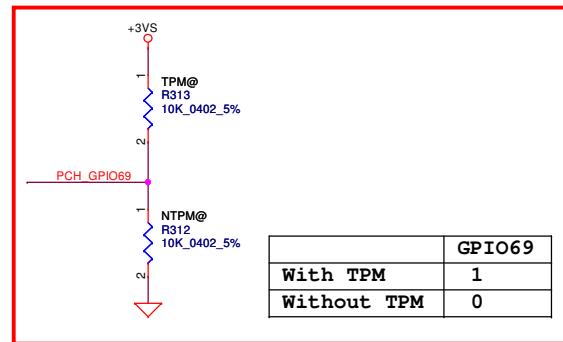 +3VS
1
TPM@
R313
10K_0402_5%
2
PCH_GPIO69
1
NTPM@
R312
10K_0402_5%
2
GPIO69
With TPM 1
Without TPM 0